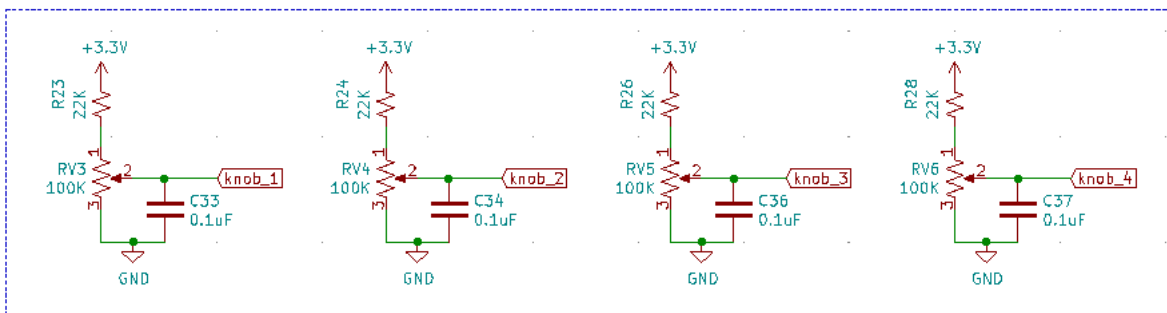 +3.3V
R23
22K
1
RV3
100K
2
3
knob_1
C33
0.1uF
GND
+3.3V
R24
22K
1
RV4
100K
2
3
knob_2
C34
0.1uF
GND
+3.3V
R26
22K
1
RV5
100K
2
3
knob_3
C36
0.1uF
GND
+3.3V
R28
22K
1
RV6
100K
2
3
knob_4
C37
0.1uF
GND